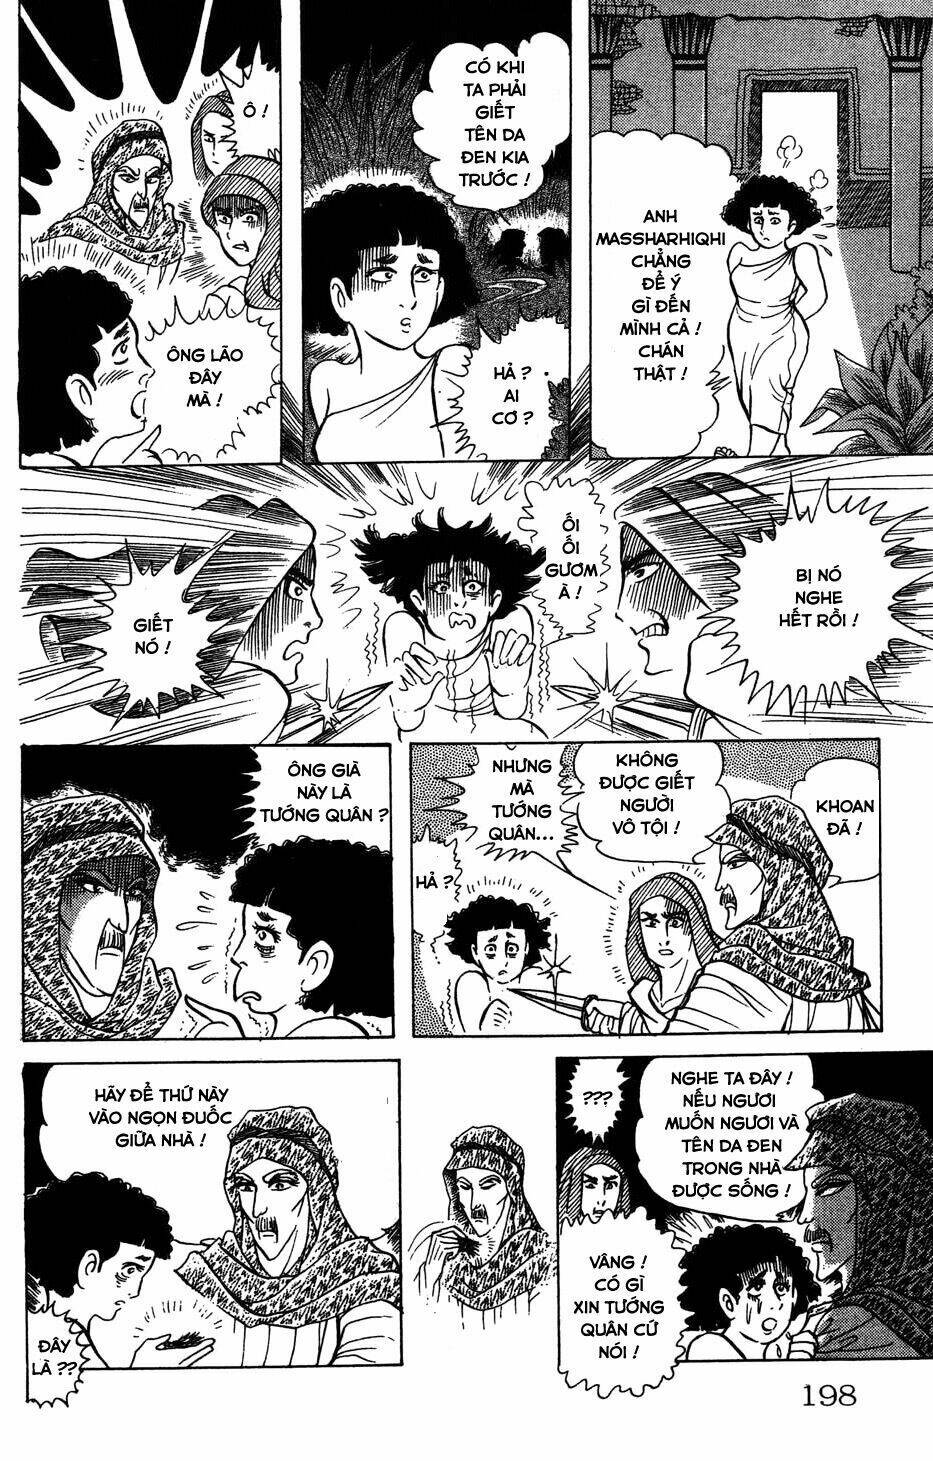 ANH
MASSHARHIQHI
CHẲNG
ĐỂ Ý
GÌ ĐẾN
MÌNH CẢ !
CHÁN
THẬT !
CÓ KHI
TA PHẢI
GIẾT
TÊN DA
ĐEN KIA
TRƯỚC !
HẢ ?
AI
CƠ ?
Ô !
ÔNG LÃO
ĐÂY
MÀ !
BỊ NÓ
NGHE
HẾT RỒI !
ỐI
ỐI
GƯƠM
À !
GIẾT
NÓ !
KHOAN
ĐÃ !
KHÔNG
ĐƯỢC GIẾT
NGƯỜI
VÔ TỘI !
NHƯNG
MÀ
TƯỚNG
QUÂN...
HẢ ?
ÔNG GIÀ
NÀY LÀ
TƯỚNG QUÂN ?
NGHE TA ĐÂY !
NẾU NGƯƠI
MUỐN NGƯƠI VÀ
TÊN DA ĐEN
TRONG NHÀ
ĐƯỢC SỐNG !
???
VÂNG !
CÓ GÌ
XIN TƯỚNG
QUÂN CỨ
NÓI !
HÃY ĐỂ THỨ NÀY
VÀO NGỌN ĐUỐC
GIỮA NHÀ !
ĐÂY
LÀ ??
198